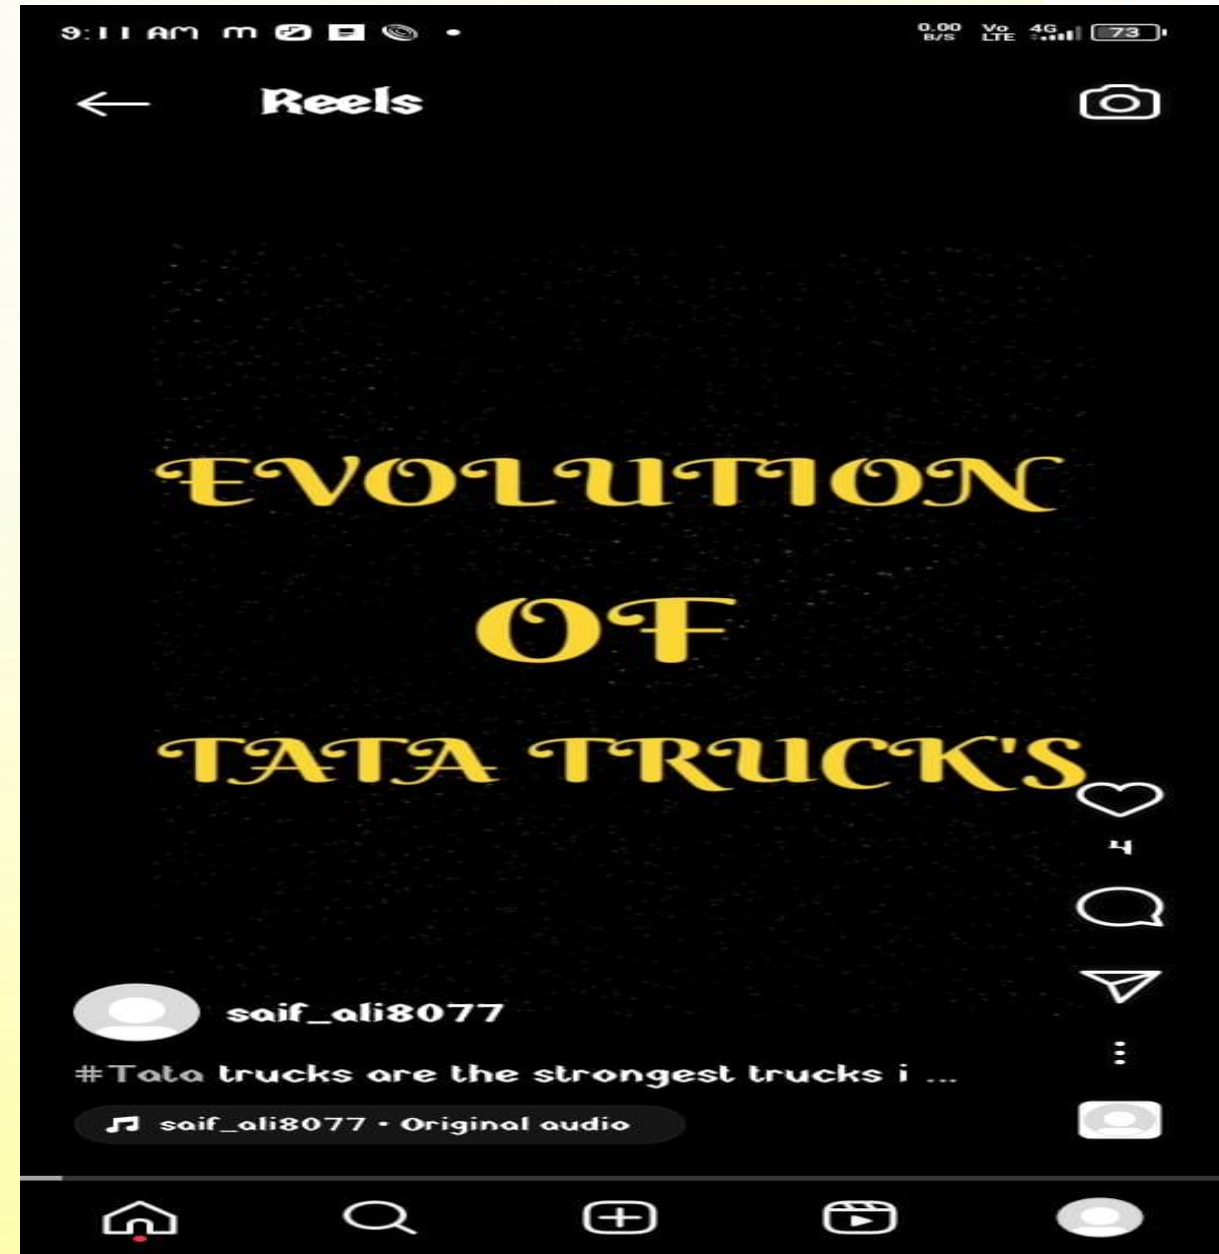 9:11 AM
0.00 B/S Vo LTE 4G 73
Reels
EVOLUTION
OF
TATA TRUCK'S
4
saif_ali8077
#Tata trucks are the strongest trucks i ...
saif_ali8077 • Original audio